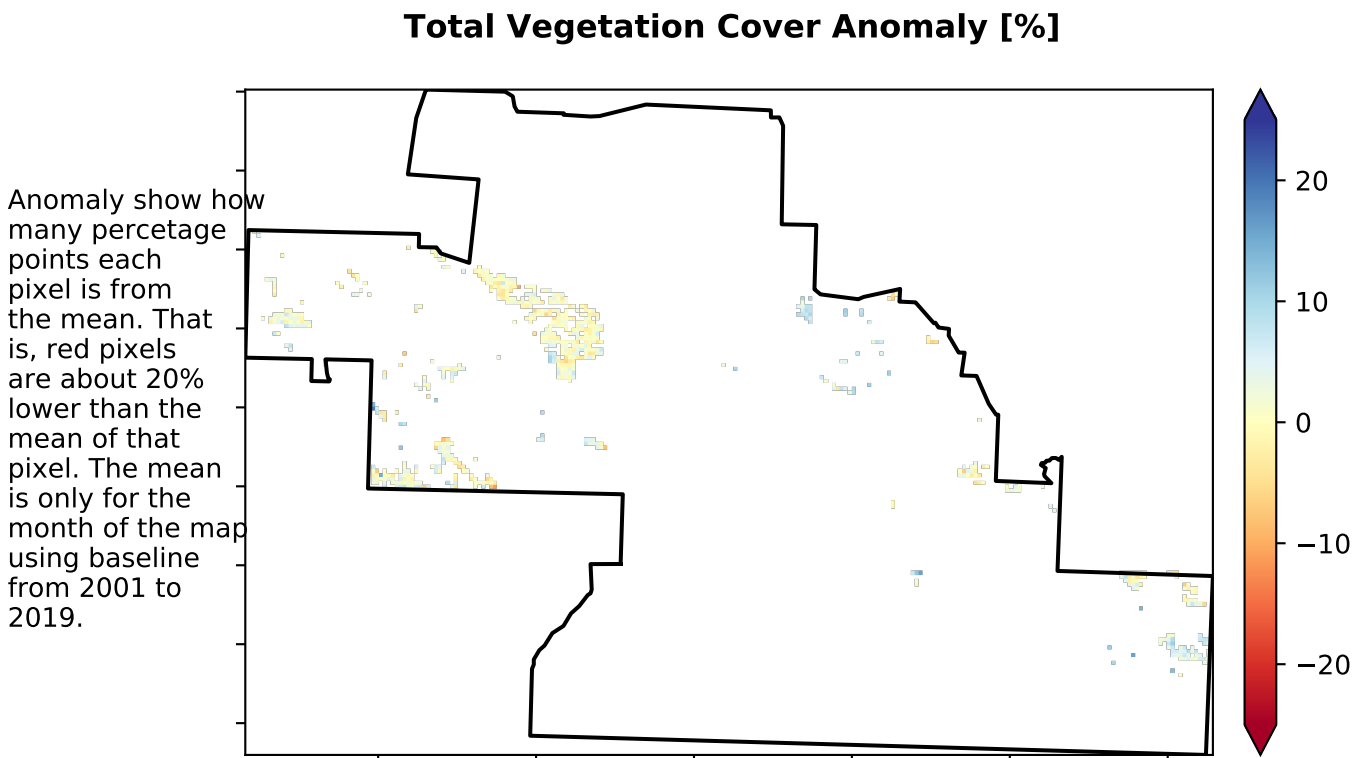 Total Vegetation Cover Anomaly [%]
Anomaly show how
many percetage
points each
pixel is from
the mean. That
is, red pixels
are about 20%
lower than the
mean of that
pixel. The mean
is only for the
month of the map
using baseline
from 2001 to
2019.
20
10
0
−10
−20